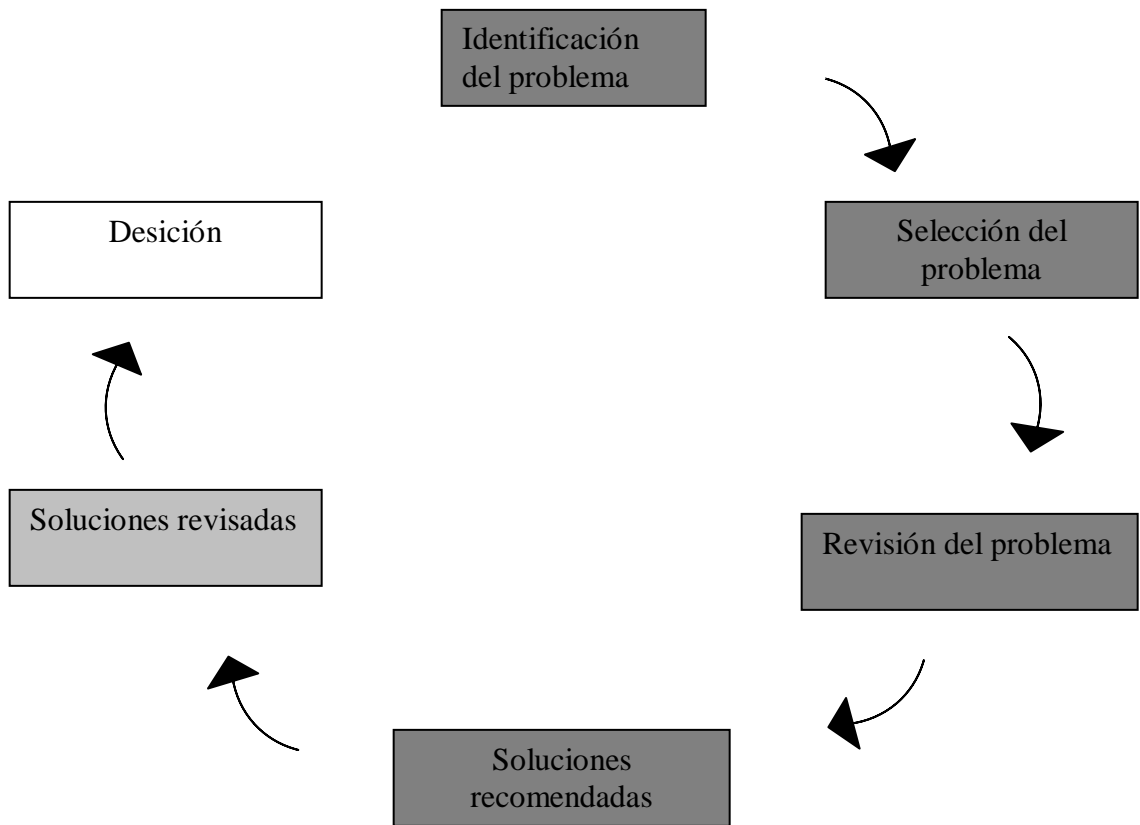 Identificación
del problema
Selección del
problema
Revisión del problema
Soluciones
recomendadas
Soluciones revisadas
Desición